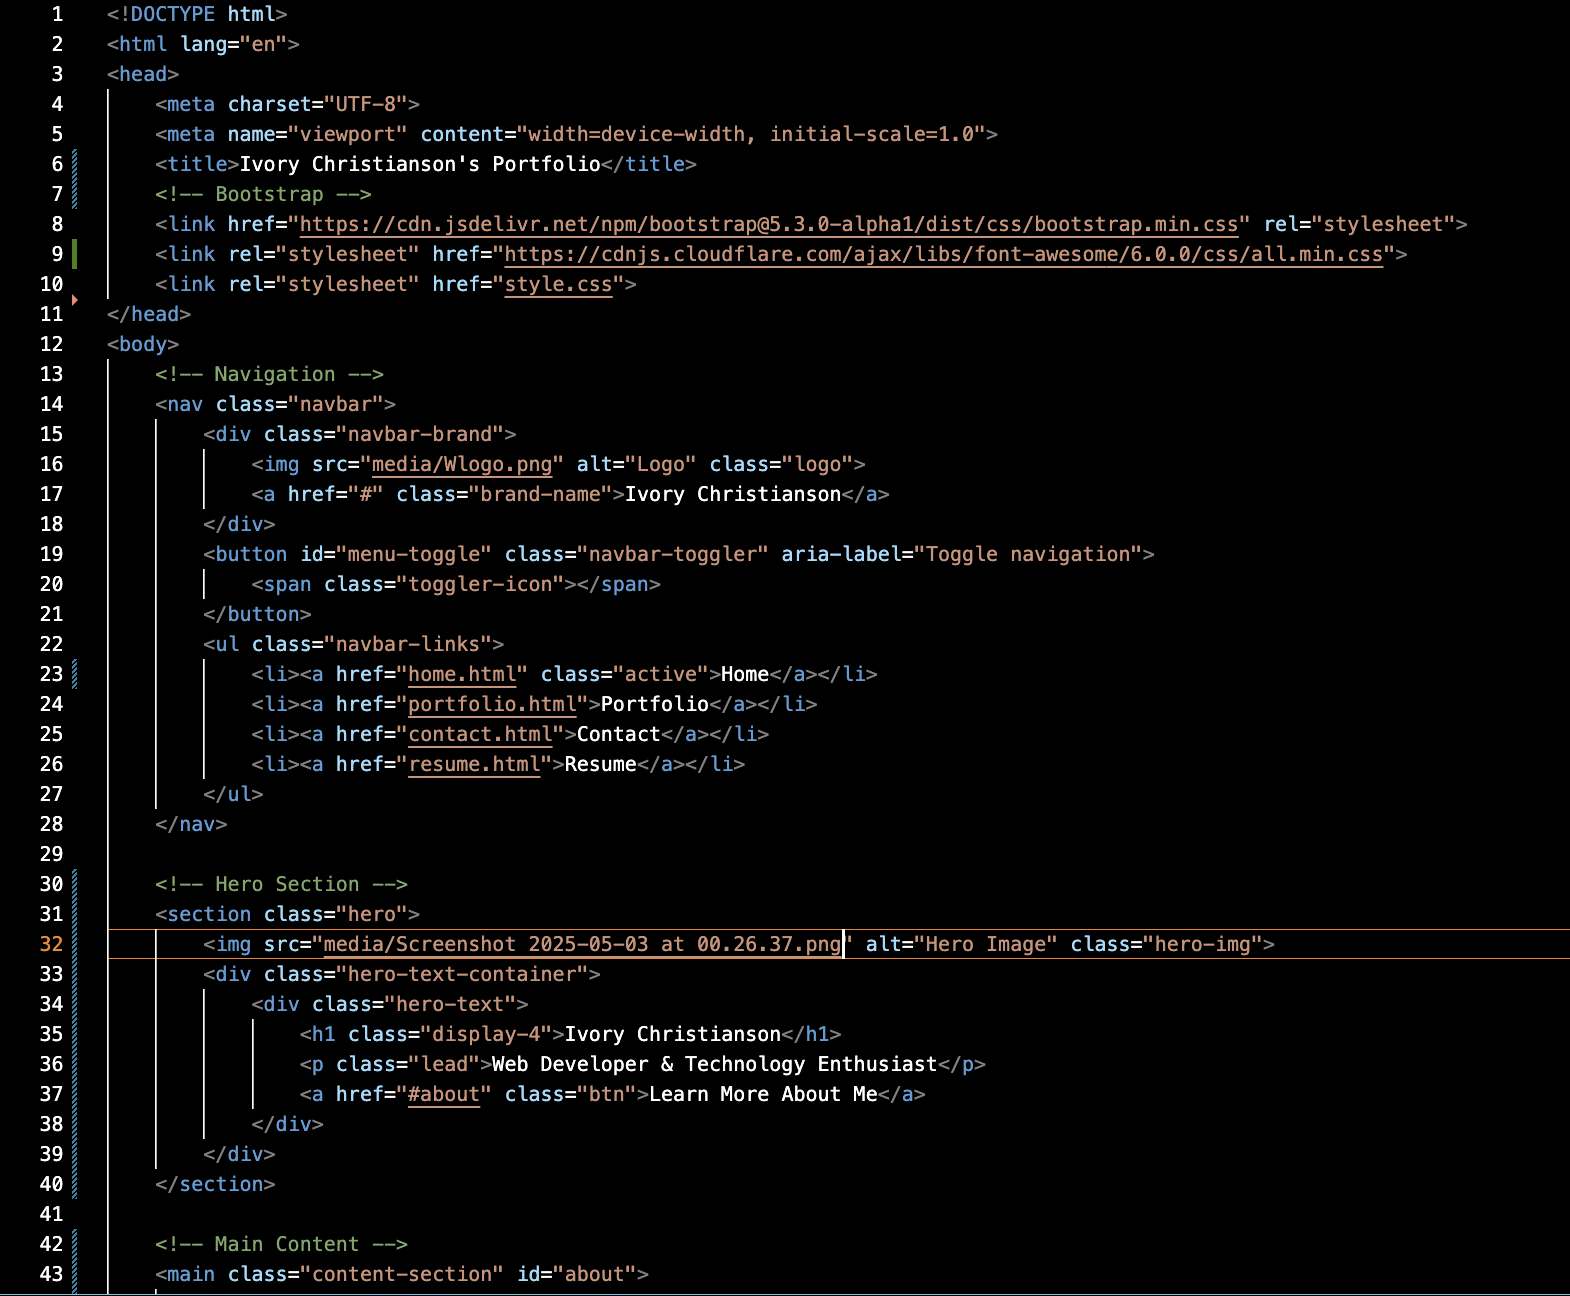 1 <!DOCTYPE html>
2 <html lang="en">
3 <head>
4     <meta charset="UTF-8">
5     <meta name="viewport" content="width=device-width, initial-scale=1.0">
6     <title>Ivory Christianson's Portfolio</title>
7     <!-- Bootstrap -->
8     <link href="https://cdn.jsdelivr.net/npm/bootstrap@5.3.0-alpha1/dist/css/bootstrap.min.css" rel="stylesheet">
9     <link rel="stylesheet" href="https://cdnjs.cloudflare.com/ajax/libs/font-awesome/6.0.0/css/all.min.css">
10     <link rel="stylesheet" href="style.css">
11 </head>
12 <body>
13     <!-- Navigation -->
14     <nav class="navbar">
15         <div class="navbar-brand">
16             <img src="media/Wlogo.png" alt="Logo" class="logo">
17             <a href="#" class="brand-name">Ivory Christianson</a>
18         </div>
19         <button id="menu-toggle" class="navbar-toggler" aria-label="Toggle navigation">
20             <span class="toggler-icon"></span>
21         </button>
22         <ul class="navbar-links">
23             <li><a href="home.html" class="active">Home</a></li>
24             <li><a href="portfolio.html">Portfolio</a></li>
25             <li><a href="contact.html">Contact</a></li>
26             <li><a href="resume.html">Resume</a></li>
27         </ul>
28     </nav>
29
30     <!-- Hero Section -->
31     <section class="hero">
32         <img src="media/Screenshot 2025-05-03 at 00.26.37.png" alt="Hero Image" class="hero-img">
33         <div class="hero-text-container">
34             <div class="hero-text">
35                 <h1 class="display-4">Ivory Christianson</h1>
36                 <p class="lead">Web Developer & Technology Enthusiast</p>
37                 <a href="#about" class="btn">Learn More About Me</a>
38             </div>
39         </div>
40     </section>
41
42     <!-- Main Content -->
43     <main class="content-section" id="about">